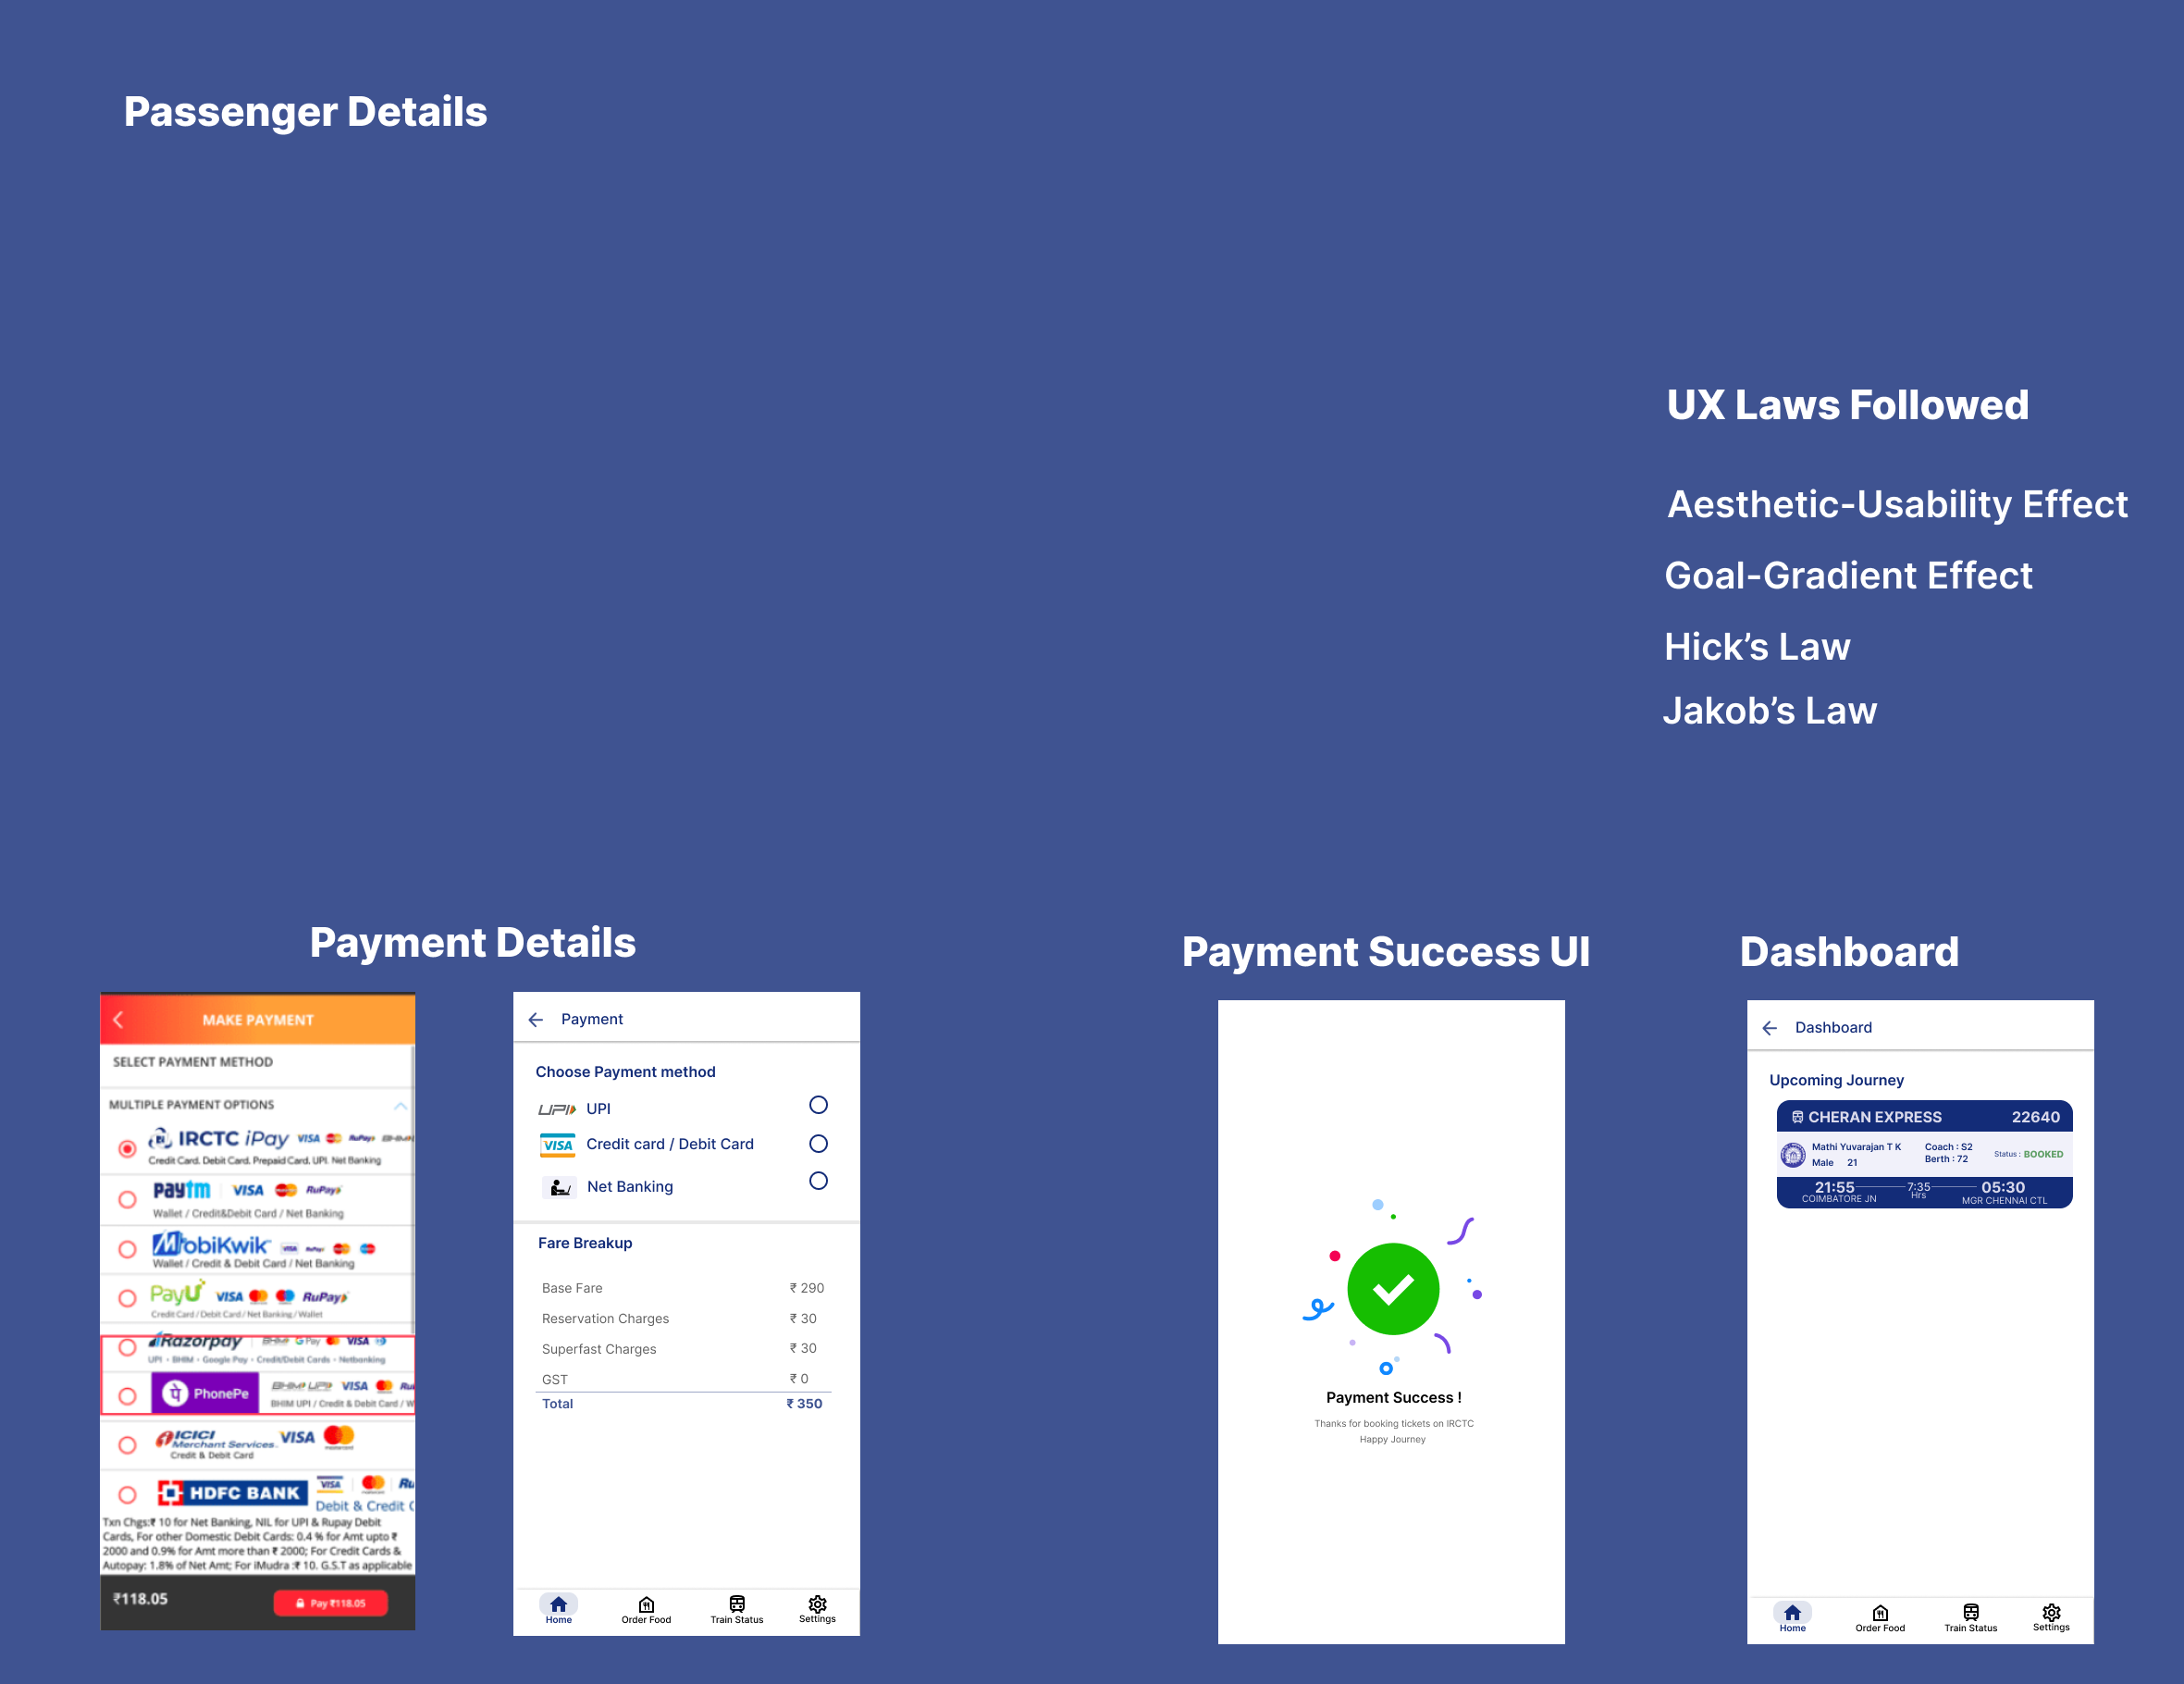 Passenger Details
UX Laws Followed
Aesthetic-Usability Effect
Goal-Gradient Effect
Hick’s Law
Jakob’s Law
Payment Details
MAKE PAYMENT
SELECT PAYMENT METHOD
MULTIPLE PAYMENT OPTIONS
IRCTC iPay VISA RuPay BHIM
Credit Card, Debit Card, Prepaid Card, UPI, Net Banking
paytm VISA RuPay
Wallet / Credit&Debit Card / Net Banking
MobiKwik VISA RuPay
Wallet / Credit & Debit Card / Net Banking
PayU VISA RuPay
Credit Card / Debit Card / Net Banking / Wallet
Razorpay BHIM G Pay VISA
UPI - BHIM - Google Pay - Credit/Debit Cards - Netbanking
पे PhonePe BHIM UPI VISA Ru
BHIM UPI / Credit & Debit Card / W
ICICI
Merchant Services. VISA
Credit & Debit Card
HDFC BANK VISA Ru
Debit & Credit C
Txn Chgs:₹ 10 for Net Banking, NIL for UPI & Rupay Debit
Cards, For other Domestic Debit Cards: 0.4 % for Amt upto ₹
2000 and 0.9% for Amt more than ₹ 2000; For Credit Cards &
Autopay: 1.8% of Net Amt; For iMudra :₹ 10. G.S.T as applicable
₹118.05
Pay ₹118.05
Payment
Choose Payment method
UPI UPI
VISA Credit card / Debit Card
Net Banking
Fare Breakup
Base Fare ₹ 290
Reservation Charges ₹ 30
Superfast Charges ₹ 30
GST ₹ 0
Total ₹ 350
Home Order Food Train Status Settings
Payment Success UI
Payment Success !
Thanks for booking tickets on IRCTC
Happy Journey
Dashboard
Dashboard
Upcoming Journey
CHERAN EXPRESS 22640
Mathi Yuvarajan T K Coach : S2
Male 21 Berth : 72
Status : BOOKED
21:55 7:35 Hrs 05:30
COIMBATORE JN MGR CHENNAI CTL
Home Order Food Train Status Settings